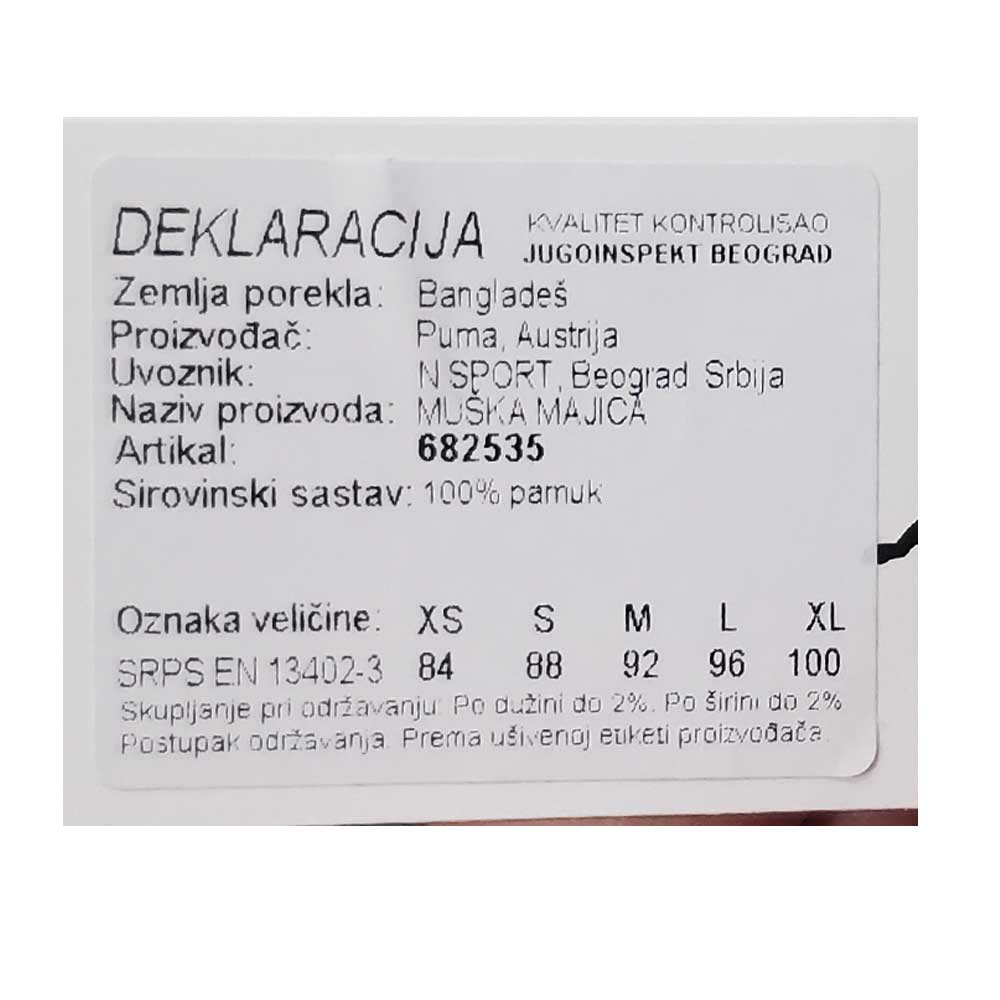 DEKLARACIJA
KVALITET KONTROLISAO
JUGOINSPEKT BEOGRAD
Zemlja porekla: Bangladeš
Proizvođač: Puma, Austrija
Uvoznik: N SPORT, Beograd Srbija
Naziv proizvoda: MUŠKA MAJICA
Artikal: 682535
Sirovinski sastav: 100% pamuk
Oznaka veličine: XS S M L XL
SRPS EN 13402-3 84 88 92 96 100
Skupljanje pri održavanju: Po dužini do 2%. Po širini do 2%
Postupak održavanja: Prema ušivenoj etiketi proizvođača.